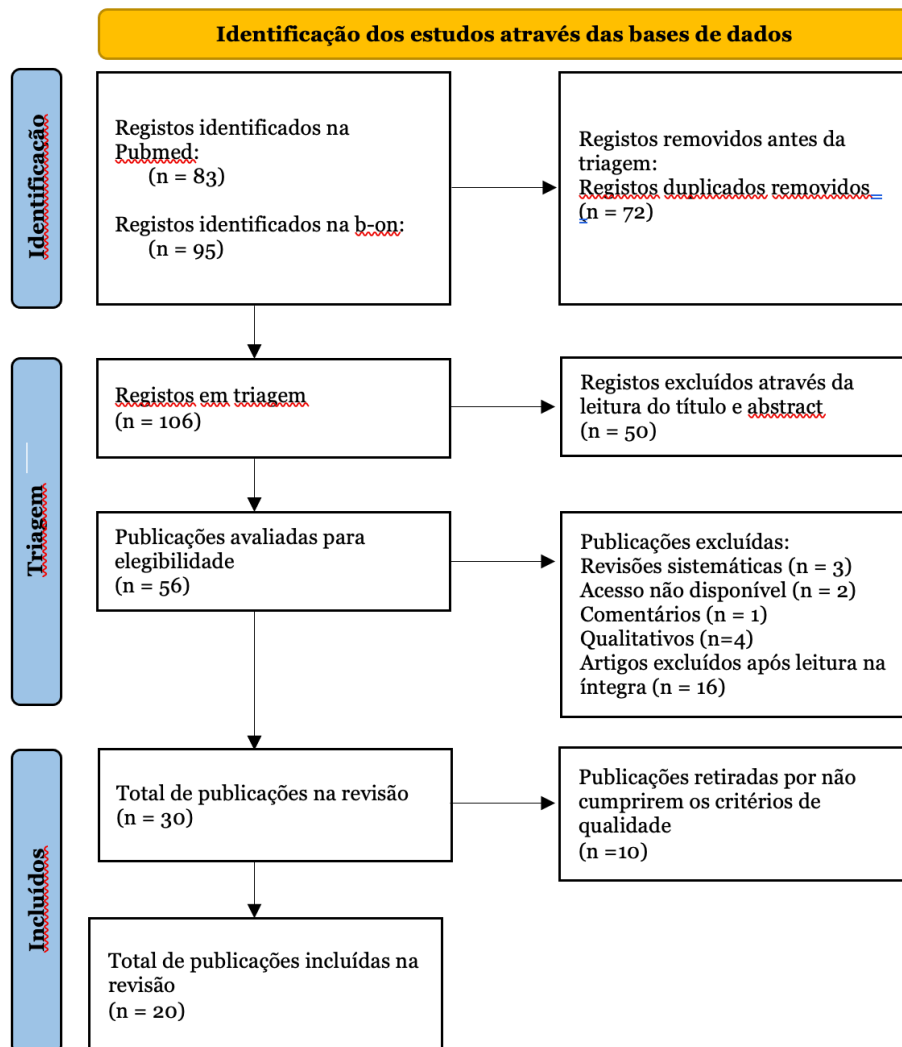 Identificação dos estudos através das bases de dados
Identificação
Registos identificados na
Pubmed:
(n = 83)
Registos identificados na b-on:
(n = 95)
Registos removidos antes da
triagem:
Registos duplicados removidos
(n = 72)
Triagem
Registos em triagem
(n = 106)
Registos excluídos através da
leitura do título e abstract
(n = 50)
Publicações avaliadas para
elegibilidade
(n = 56)
Publicações excluídas:
Revisões sistemáticas (n = 3)
Acesso não disponível (n = 2)
Comentários (n = 1)
Qualitativos (n=4)
Artigos excluídos após leitura na
íntegra (n = 16)
Incluídos
Total de publicações na revisão
(n = 30)
Publicações retiradas por não
cumprirem os critérios de
qualidade
(n =10)
Total de publicações incluídas na
revisão
(n = 20)